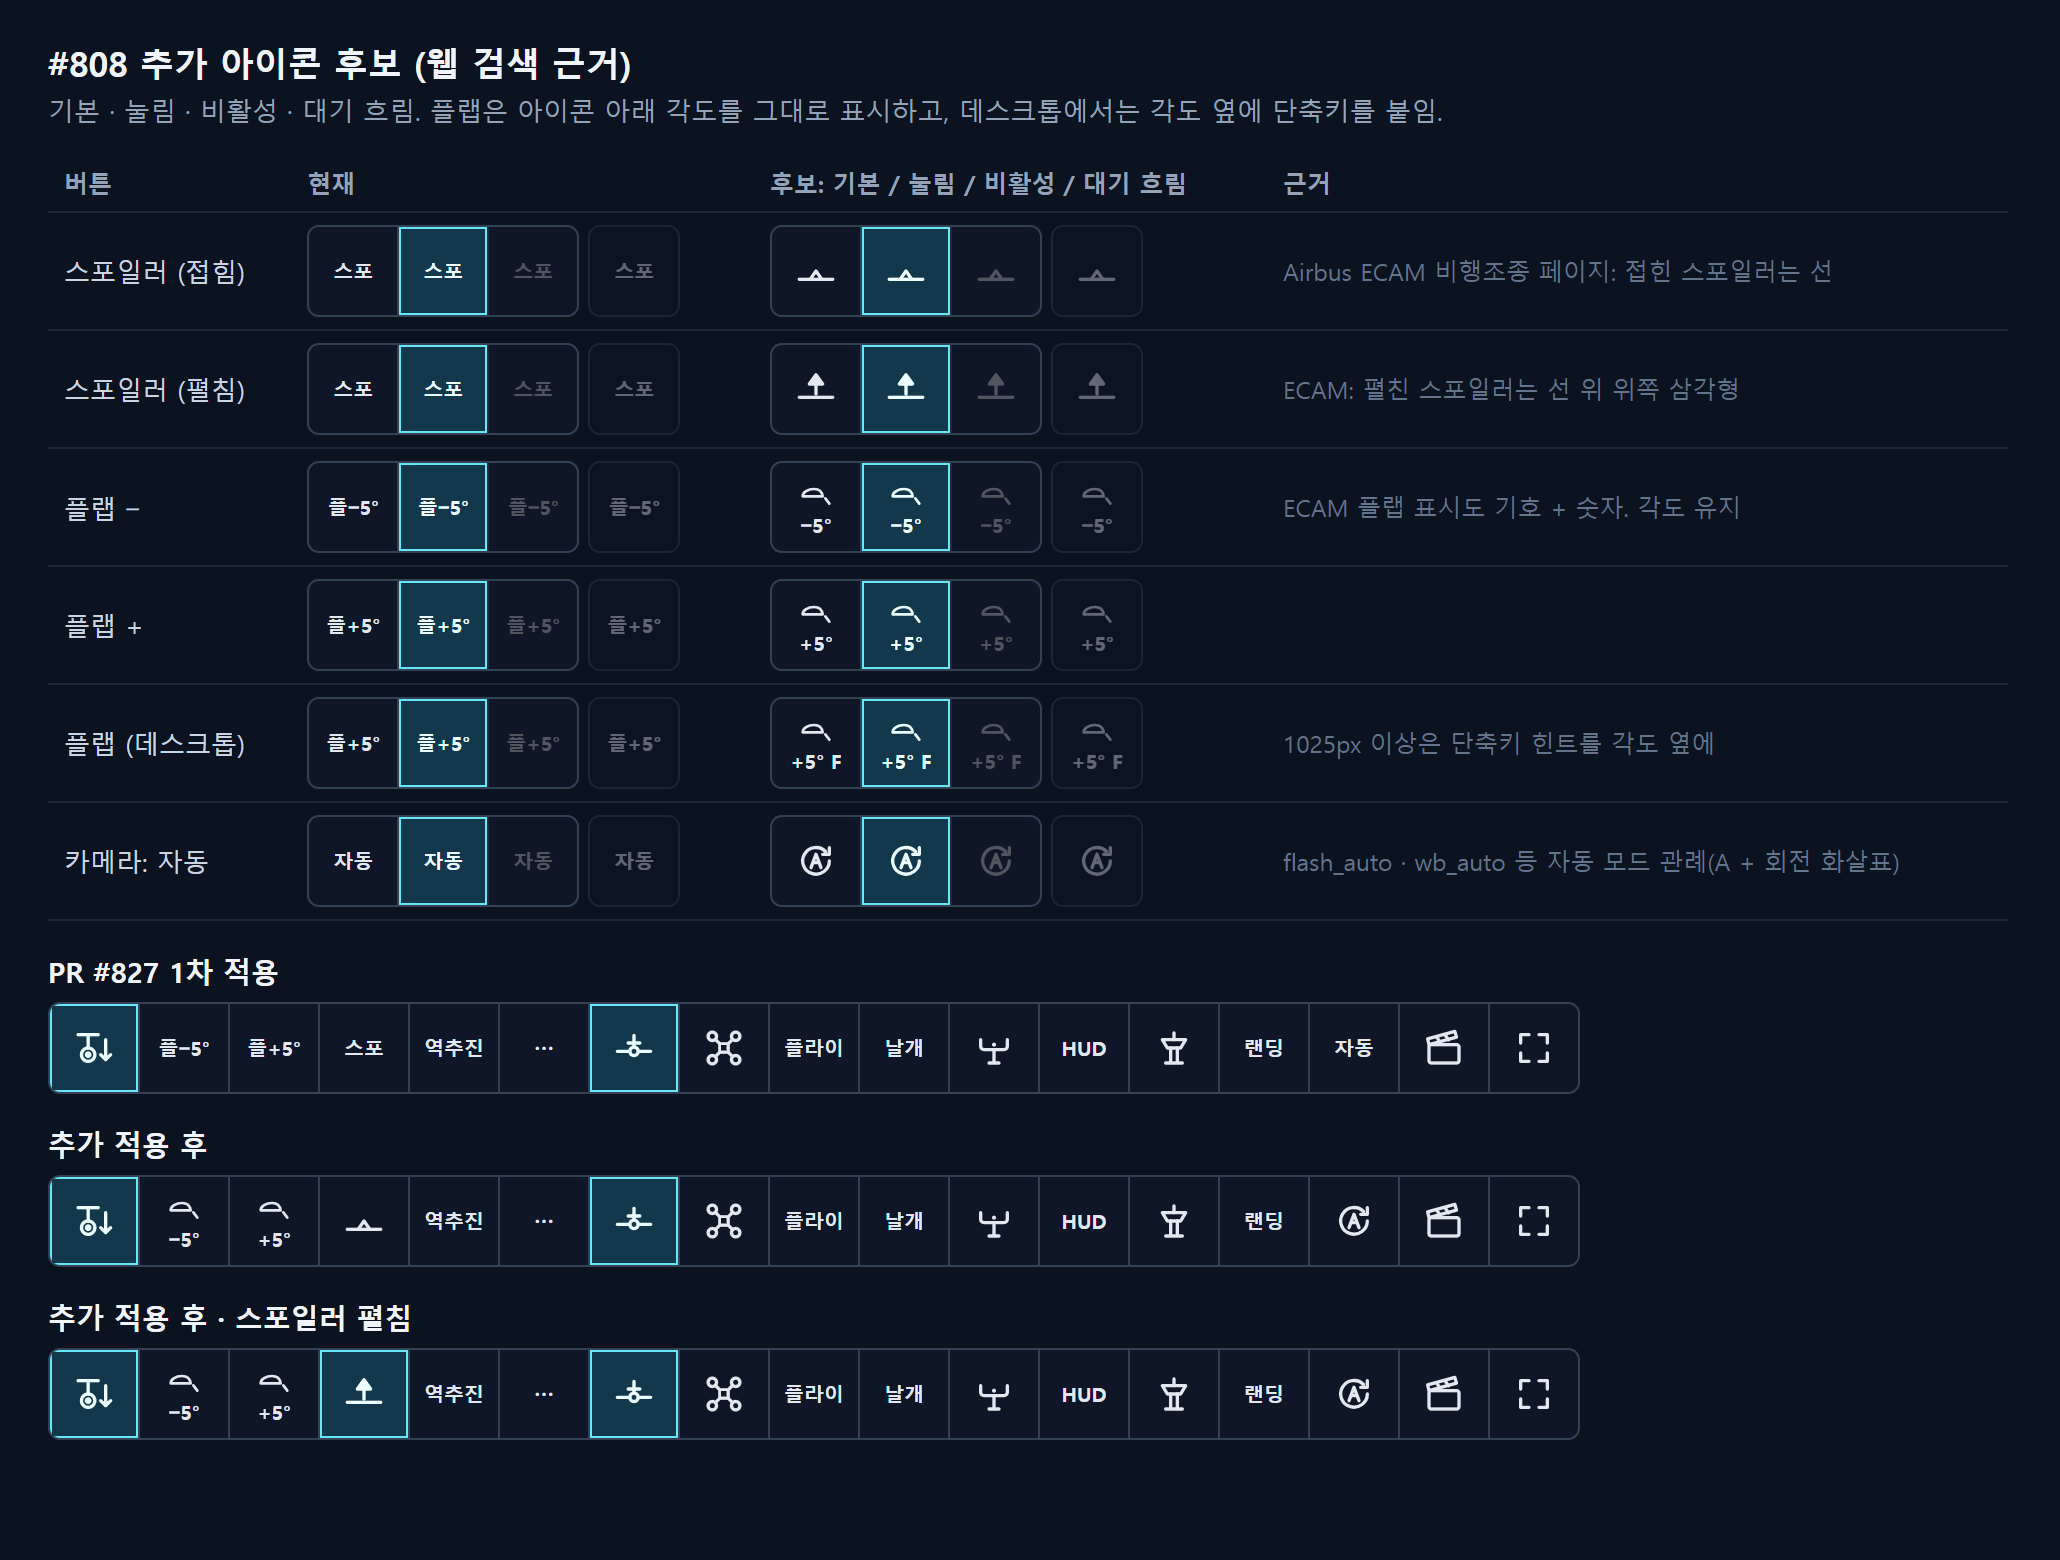 #808 추가 아이콘 후보 (웹 검색 근거)
기본 · 눌림 · 비활성 · 대기 흐림. 플랩은 아이콘 아래 각도를 그대로 표시하고, 데스크톱에서는 각도 옆에 단축키를 붙임.
버튼 현재 후보: 기본 / 눌림 / 비활성 / 대기 흐림 근거
스포일러 (접힘) 스포 스포 스포 스포 Airbus ECAM 비행조종 페이지: 접힌 스포일러는 선
스포일러 (펼침) 스포 스포 스포 스포 ECAM: 펼친 스포일러는 선 위 위쪽 삼각형
플랩 − 플−5° 플−5° 플−5° 플−5° −5° −5° −5° −5° ECAM 플랩 표시도 기호 + 숫자. 각도 유지
플랩 + 플+5° 플+5° 플+5° 플+5° +5° +5° +5° +5°
플랩 (데스크톱) 플+5° 플+5° 플+5° 플+5° +5° F +5° F +5° F +5° F 1025px 이상은 단축키 힌트를 각도 옆에
카메라: 자동 자동 자동 자동 자동 A A A A flash_auto · wb_auto 등 자동 모드 관례(A + 회전 화살표)
PR #827 1차 적용
플−5° 플+5° 스포 역추진 ··· 플라이 날개 HUD 랜딩 자동
추가 적용 후
−5° +5° 역추진 ··· 플라이 날개 HUD 랜딩 A
추가 적용 후 · 스포일러 펼침
−5° +5° 역추진 ··· 플라이 날개 HUD 랜딩 A